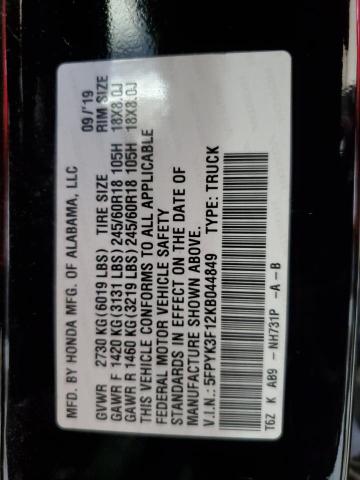 MFD. BY HONDA MFG. OF ALABAMA, LLC 09/'19
GVWR 2730 KG(6019 LBS) TIRE SIZE RIM SIZE
GAWR F 1420 KG(3131 LBS) 245/60R18 105H 18X8.0J
GAWR R 1460 KG(3219 LBS) 245/60R18 105H 18X8.0J
THIS VEHICLE CONFORMS TO ALL APPLICABLE
FEDERAL MOTOR VEHICLE SAFETY
STANDARDS IN EFFECT ON THE DATE OF
MANUFACTURE SHOWN ABOVE.
V.I.N.: 5FPYK3F12KB044849 TYPE: TRUCK
T6Z K AB9 -NH731P -A-B